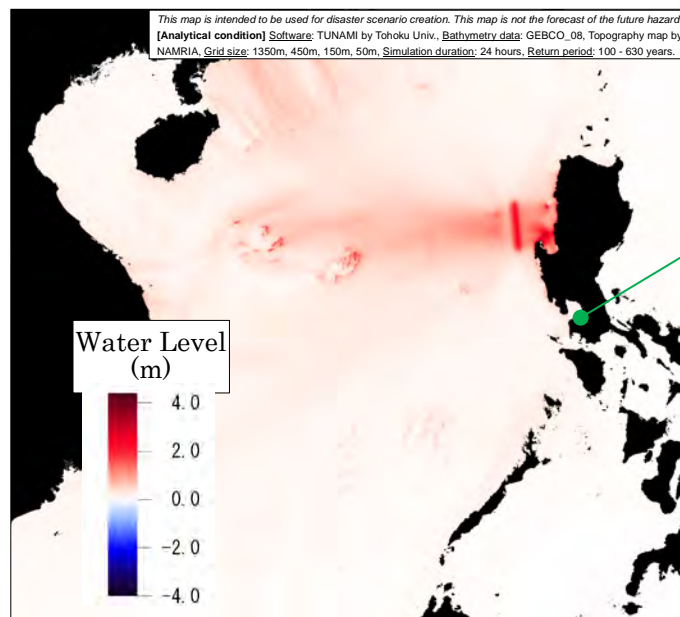 This map is intended to be used for disaster scenario creation. This map is not the forecast of the future hazard
[Analytical condition] Software: TUNAMI by Tohoku Univ., Bathymetry data: GEBCO_08, Topography map by
NAMRIA, Grid size: 1350m, 450m, 150m, 50m, Simulation duration: 24 hours, Return period: 100 - 630 years.
Water Level
(m)
4.0
2.0
0.0
-2.0
-4.0